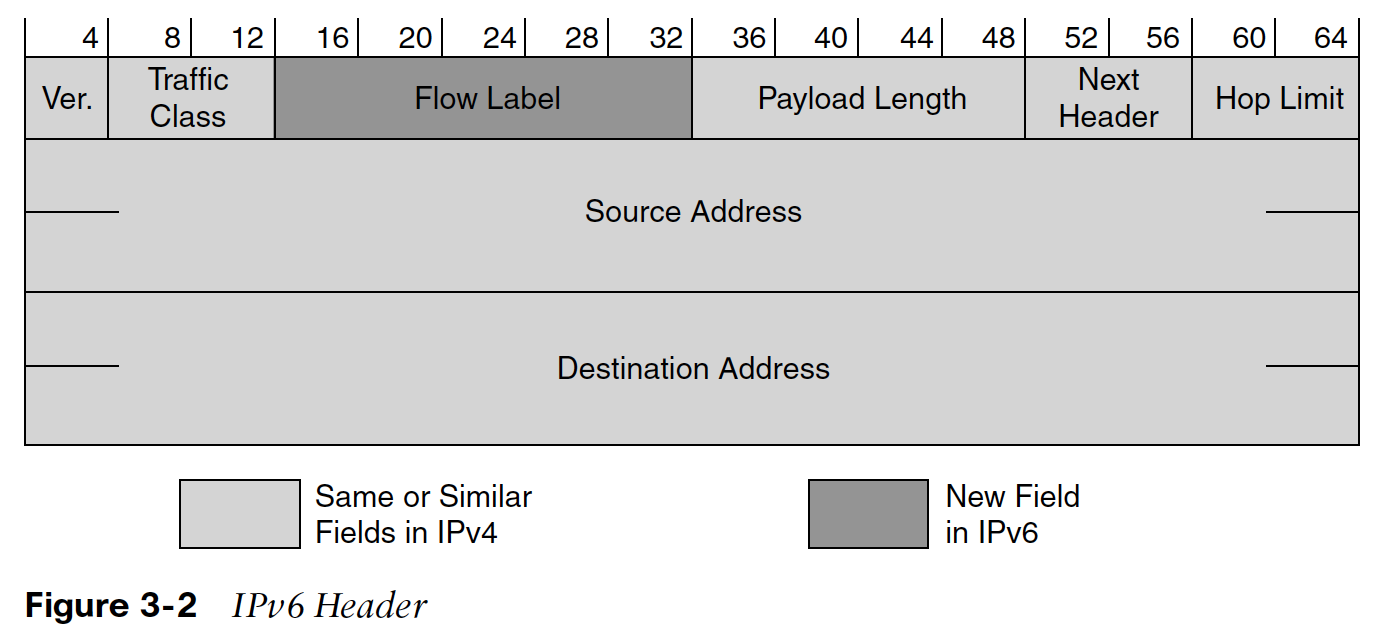 4 8 12 16 20 24 28 32 36 40 44 48 52 56 60 64
Ver.
Traffic
Class
Flow Label
Payload Length
Next
Header
Hop Limit
Source Address
Destination Address
Same or Similar
Fields in IPv4
New Field
in IPv6
Figure 3-2 IPv6 Header